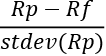 Rp − Rf
stdev(Rp)